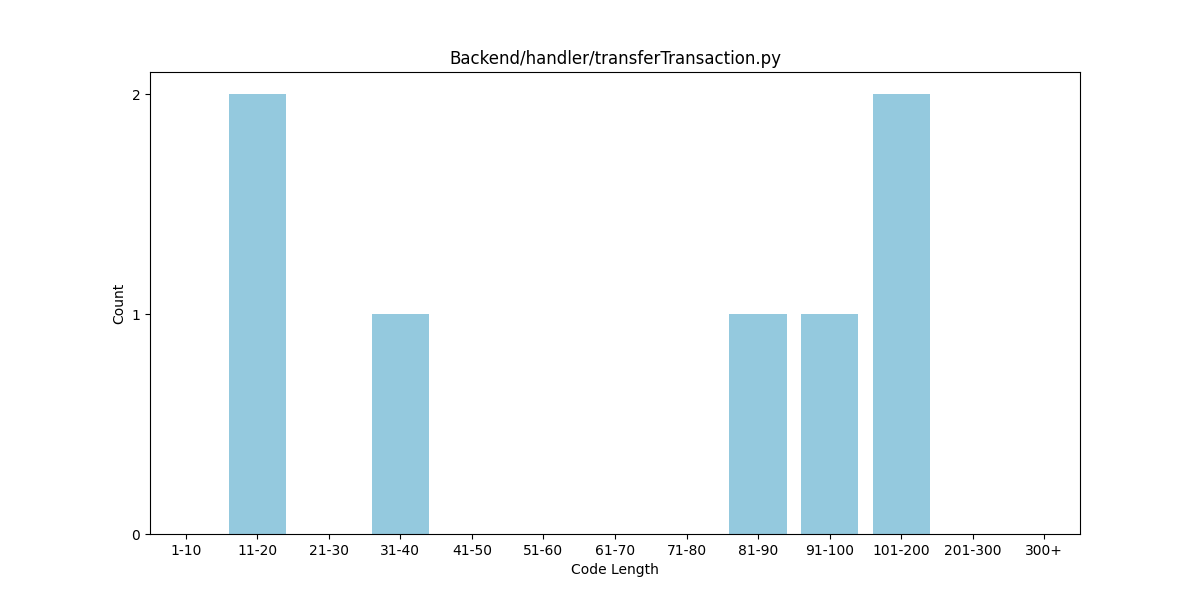 Backend/handler/transferTransaction.py
2
1
0
Count
1-10 11-20 21-30 31-40 41-50 51-60 61-70 71-80 81-90 91-100 101-200 201-300 300+
Code Length